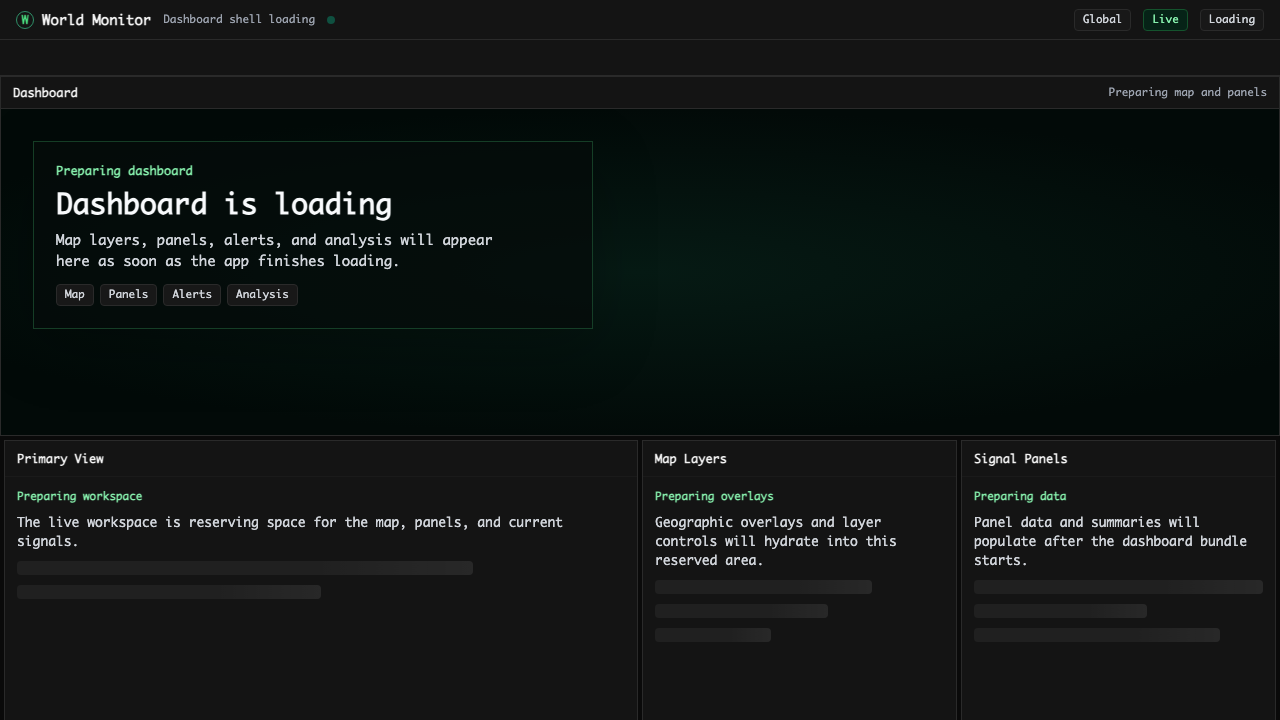 W World Monitor Dashboard shell loading Global Live Loading
Dashboard Preparing map and panels
Preparing dashboard
Dashboard is loading
Map layers, panels, alerts, and analysis will appear
here as soon as the app finishes loading.
Map Panels Alerts Analysis
Primary View
Preparing workspace
The live workspace is reserving space for the map, panels, and current
signals.
Map Layers
Preparing overlays
Geographic overlays and layer
controls will hydrate into this
reserved area.
Signal Panels
Preparing data
Panel data and summaries will
populate after the dashboard bundle
starts.